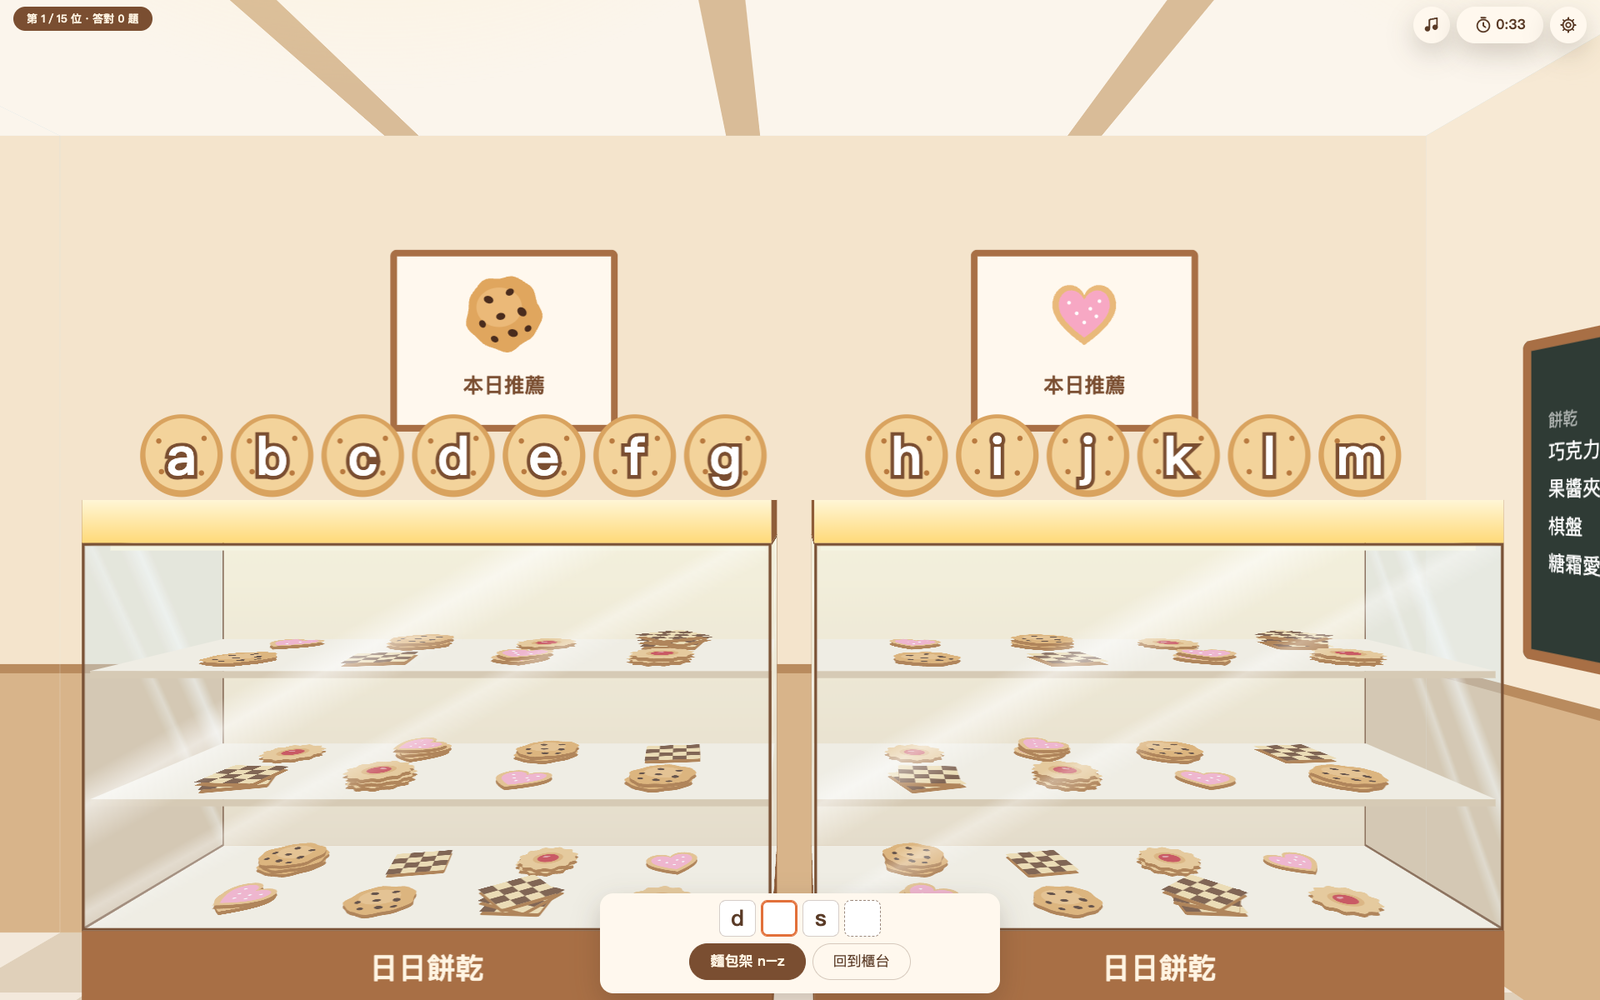 第 1 / 15 位 · 答對 0 題
0:33
本日推薦
本日推薦
a b c d e f g
h i j k l m
餅乾
巧克力
果醬夾
棋盤
糖霜愛
d s
麵包架 n—z
回到櫃台
日日餅乾
日日餅乾